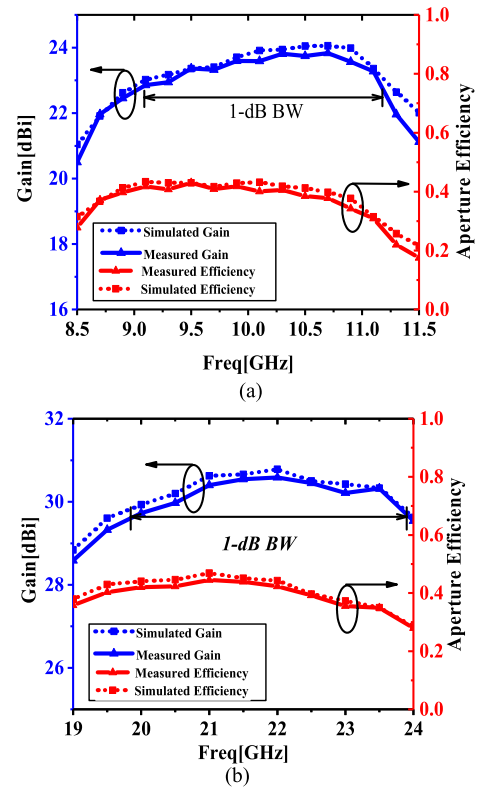 24
22
20
18
16
Gain[dBi]
1.0
0.8
0.6
0.4
0.2
0.0
Aperture Efficiency
1-dB BW
Simulated Gain
Measured Gain
Measured Efficiency
Simulated Efficiency
8.5 9.0 9.5 10.0 10.5 11.0 11.5
Freq[GHz]
(a)
32
30
28
26
Gain[dBi]
1.0
0.8
0.6
0.4
0.2
0.0
Aperture Efficiency
1-dB BW
Simulated Gain
Measured Gain
Measured Efficiency
Simulated Efficiency
19 20 21 22 23 24
Freq[GHz]
(b)